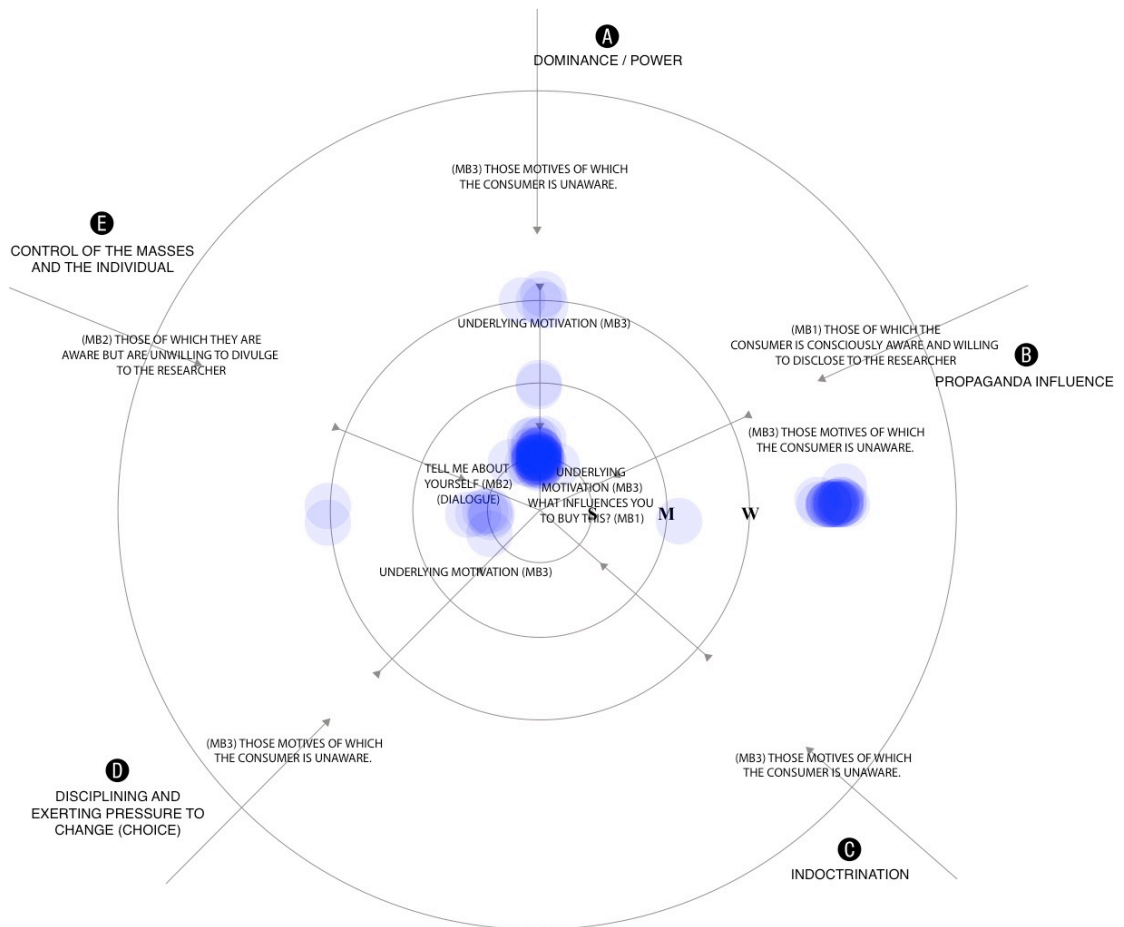 A
DOMINANCE / POWER
(MB3) THOSE MOTIVES OF WHICH
THE CONSUMER IS UNAWARE.
E
CONTROL OF THE MASSES
AND THE INDIVIDUAL
(MB2) THOSE OF WHICH THEY ARE
AWARE BUT ARE UNWILLING TO DIVULGE
TO THE RESEARCHER
UNDERLYING MOTIVATION (MB3)
(MB1) THOSE OF WHICH THE
CONSUMER IS CONSCIOUSLY AWARE AND WILLING
TO DISCLOSE TO THE RESEARCHER
B
PROPAGANDA INFLUENCE
(MB3) THOSE MOTIVES OF WHICH
THE CONSUMER IS UNAWARE.
TELL ME ABOUT
YOURSELF (MB2)
(DIALOGUE)
UNDERLYING
MOTIVATION (MB3)
WHAT INFLUENCES YOU
TO BUY THIS? (MB1)
S
M
W
UNDERLYING MOTIVATION (MB3)
(MB3) THOSE MOTIVES OF WHICH
THE CONSUMER IS UNAWARE.
D
DISCIPLINING AND
EXERTING PRESSURE TO
CHANGE (CHOICE)
(MB3) THOSE MOTIVES OF WHICH
THE CONSUMER IS UNAWARE.
C
INDOCTRINATION